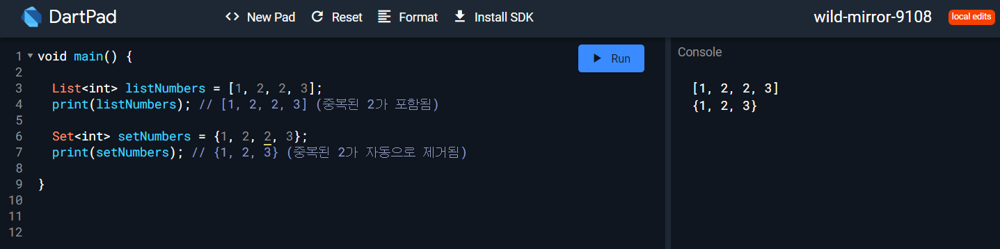 DartPad <> New Pad Reset Format Install SDK wild-mirror-9108 local edits
1 void main() { Run
2
3 List<int> listNumbers = [1, 2, 2, 3];
4 print(listNumbers); // [1, 2, 2, 3] (중복된 2가 포함됨)
5
6 Set<int> setNumbers = {1, 2, 2, 3};
7 print(setNumbers); // {1, 2, 3} (중복된 2가 자동으로 제거됨)
8
9 }
10
11
12
Console
[1, 2, 2, 3]
{1, 2, 3}